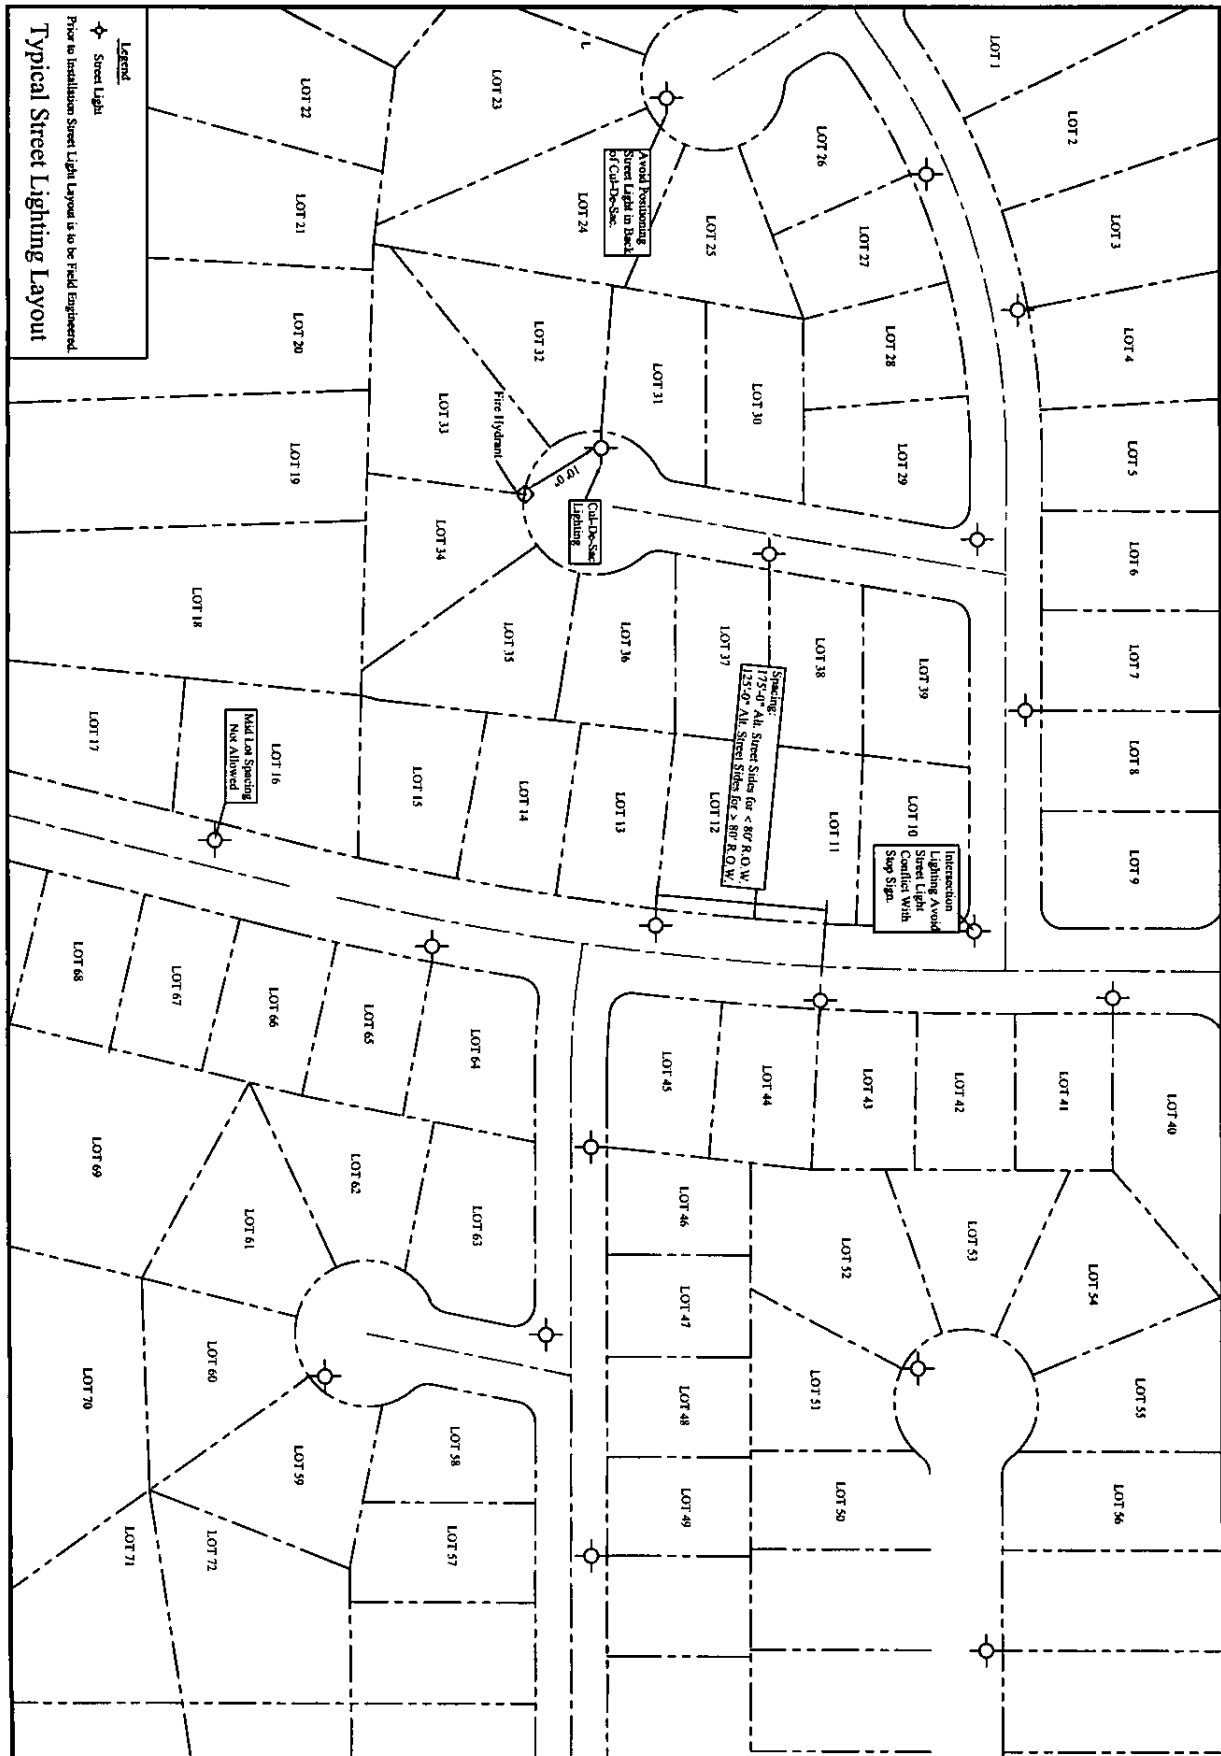 Legend
Street Light
Prior to Installation Street Light Layout is to be Field Engineered.
Typical Street Lighting Layout
LOT 1
LOT 2
LOT 3
LOT 4
LOT 5
LOT 6
LOT 7
LOT 8
LOT 9
LOT 10
LOT 11
LOT 12
LOT 13
LOT 14
LOT 15
LOT 16
LOT 17
LOT 18
LOT 19
LOT 20
LOT 21
LOT 22
LOT 23
LOT 24
LOT 25
LOT 26
LOT 27
LOT 28
LOT 29
LOT 30
LOT 31
LOT 32
LOT 33
LOT 34
LOT 35
LOT 36
LOT 37
LOT 38
LOT 39
LOT 40
LOT 41
LOT 42
LOT 43
LOT 44
LOT 45
LOT 46
LOT 47
LOT 48
LOT 49
LOT 50
LOT 51
LOT 52
LOT 53
LOT 54
LOT 55
LOT 56
LOT 57
LOT 58
LOT 59
LOT 60
LOT 61
LOT 62
LOT 63
LOT 64
LOT 65
LOT 66
LOT 67
LOT 68
LOT 69
LOT 70
LOT 71
LOT 72
L
Avoid Positioning
Street Light in Back
of Cul-De-Sac.
Fire Hydrant
10' 0"
Cul-De-Sac
Lighting
Spacing:
175'-0" Alt. Street Sides for < 80' R.O.W.
125'-0" Alt. Street Sides for > 80' R.O.W.
Intersection
Lighting Avoid
Street Light
Conflict With
Stop Sign.
Mid Lot Spacing
Not Allowed